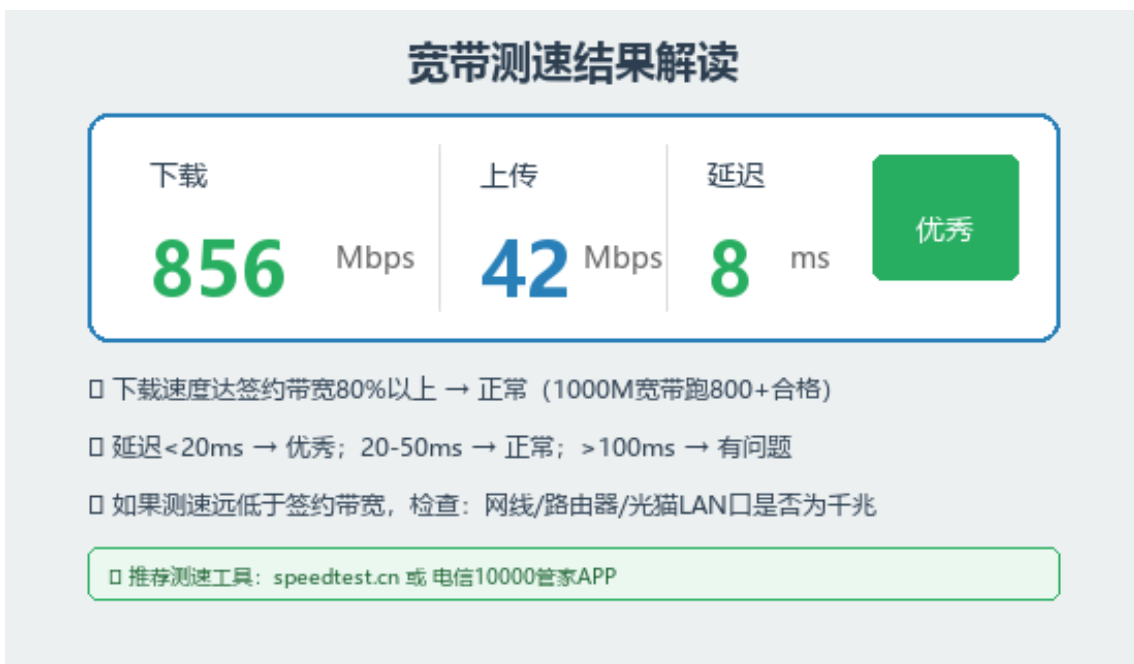 宽带测速结果解读
下载 上传 延迟
优秀
856 Mbps 42 Mbps 8 ms
下载速度达签约带宽80%以上 → 正常（1000M宽带跑800+合格）
延迟<20ms → 优秀；20-50ms → 正常；>100ms → 有问题
如果测速远低于签约带宽，检查：网线/路由器/光猫LAN口是否为千兆
推荐测速工具：speedtest.cn 或 电信10000管家APP